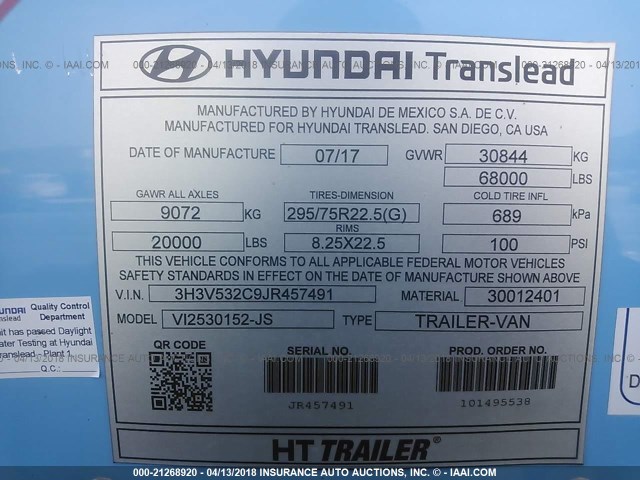 HYUNDAI Translead
MANUFACTURED BY HYUNDAI DE MEXICO S.A. DE C.V.
MANUFACTURED FOR HYUNDAI TRANSLEAD. SAN DIEGO, CA USA
DATE OF MANUFACTURE 07/17 GVWR 30844 KG
68000 LBS
GAWR ALL AXLES TIRES-DIMENSION COLD TIRE INFL
9072 KG 295/75R22.5(G) 689 kPa
RIMS
20000 LBS 8.25X22.5 100 PSI
THIS VEHICLE CONFORMS TO ALL APPLICABLE FEDERAL MOTOR VEHICLES
SAFETY STANDARDS IN EFFECT ON DATE OF MANUFACTURE SHOWN ABOVE
V.I.N. 3H3V532C9JR457491 MATERIAL 30012401
MODEL VI2530152-JS TYPE TRAILER-VAN
QR CODE SERIAL NO. PROD. ORDER NO.
JR457491 101495538
HT TRAILER®
HYUNDAI Quality Control
Translead Department
nit has passed Daylight
ater Testing at Hyundai
ranslead - Plant 1
Q.C.:
D
000-21268920 - 04/13/2018 INSURANCE AUTO AUCTIONS, INC. - IAAI.COM